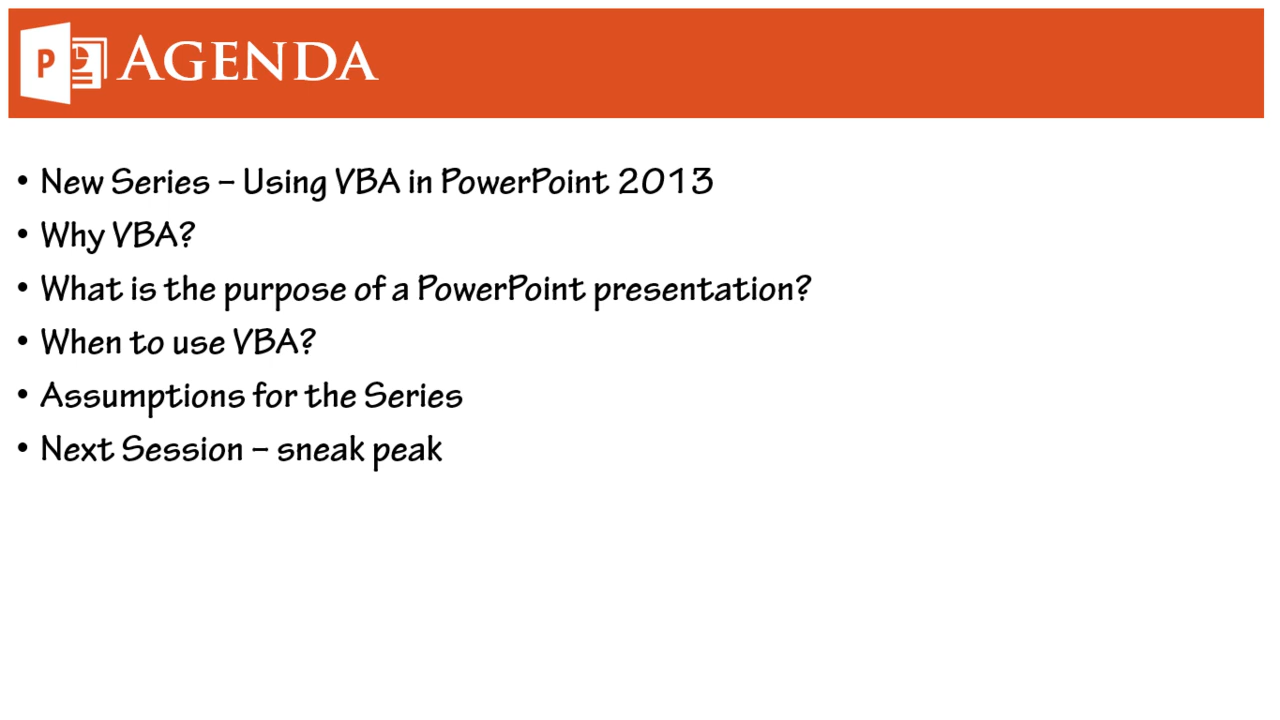 P
AGENDA
• New Series – Using VBA in PowerPoint 2013
• Why VBA?
• What is the purpose of a PowerPoint presentation?
• When to use VBA?
• Assumptions for the Series
• Next Session – sneak peak